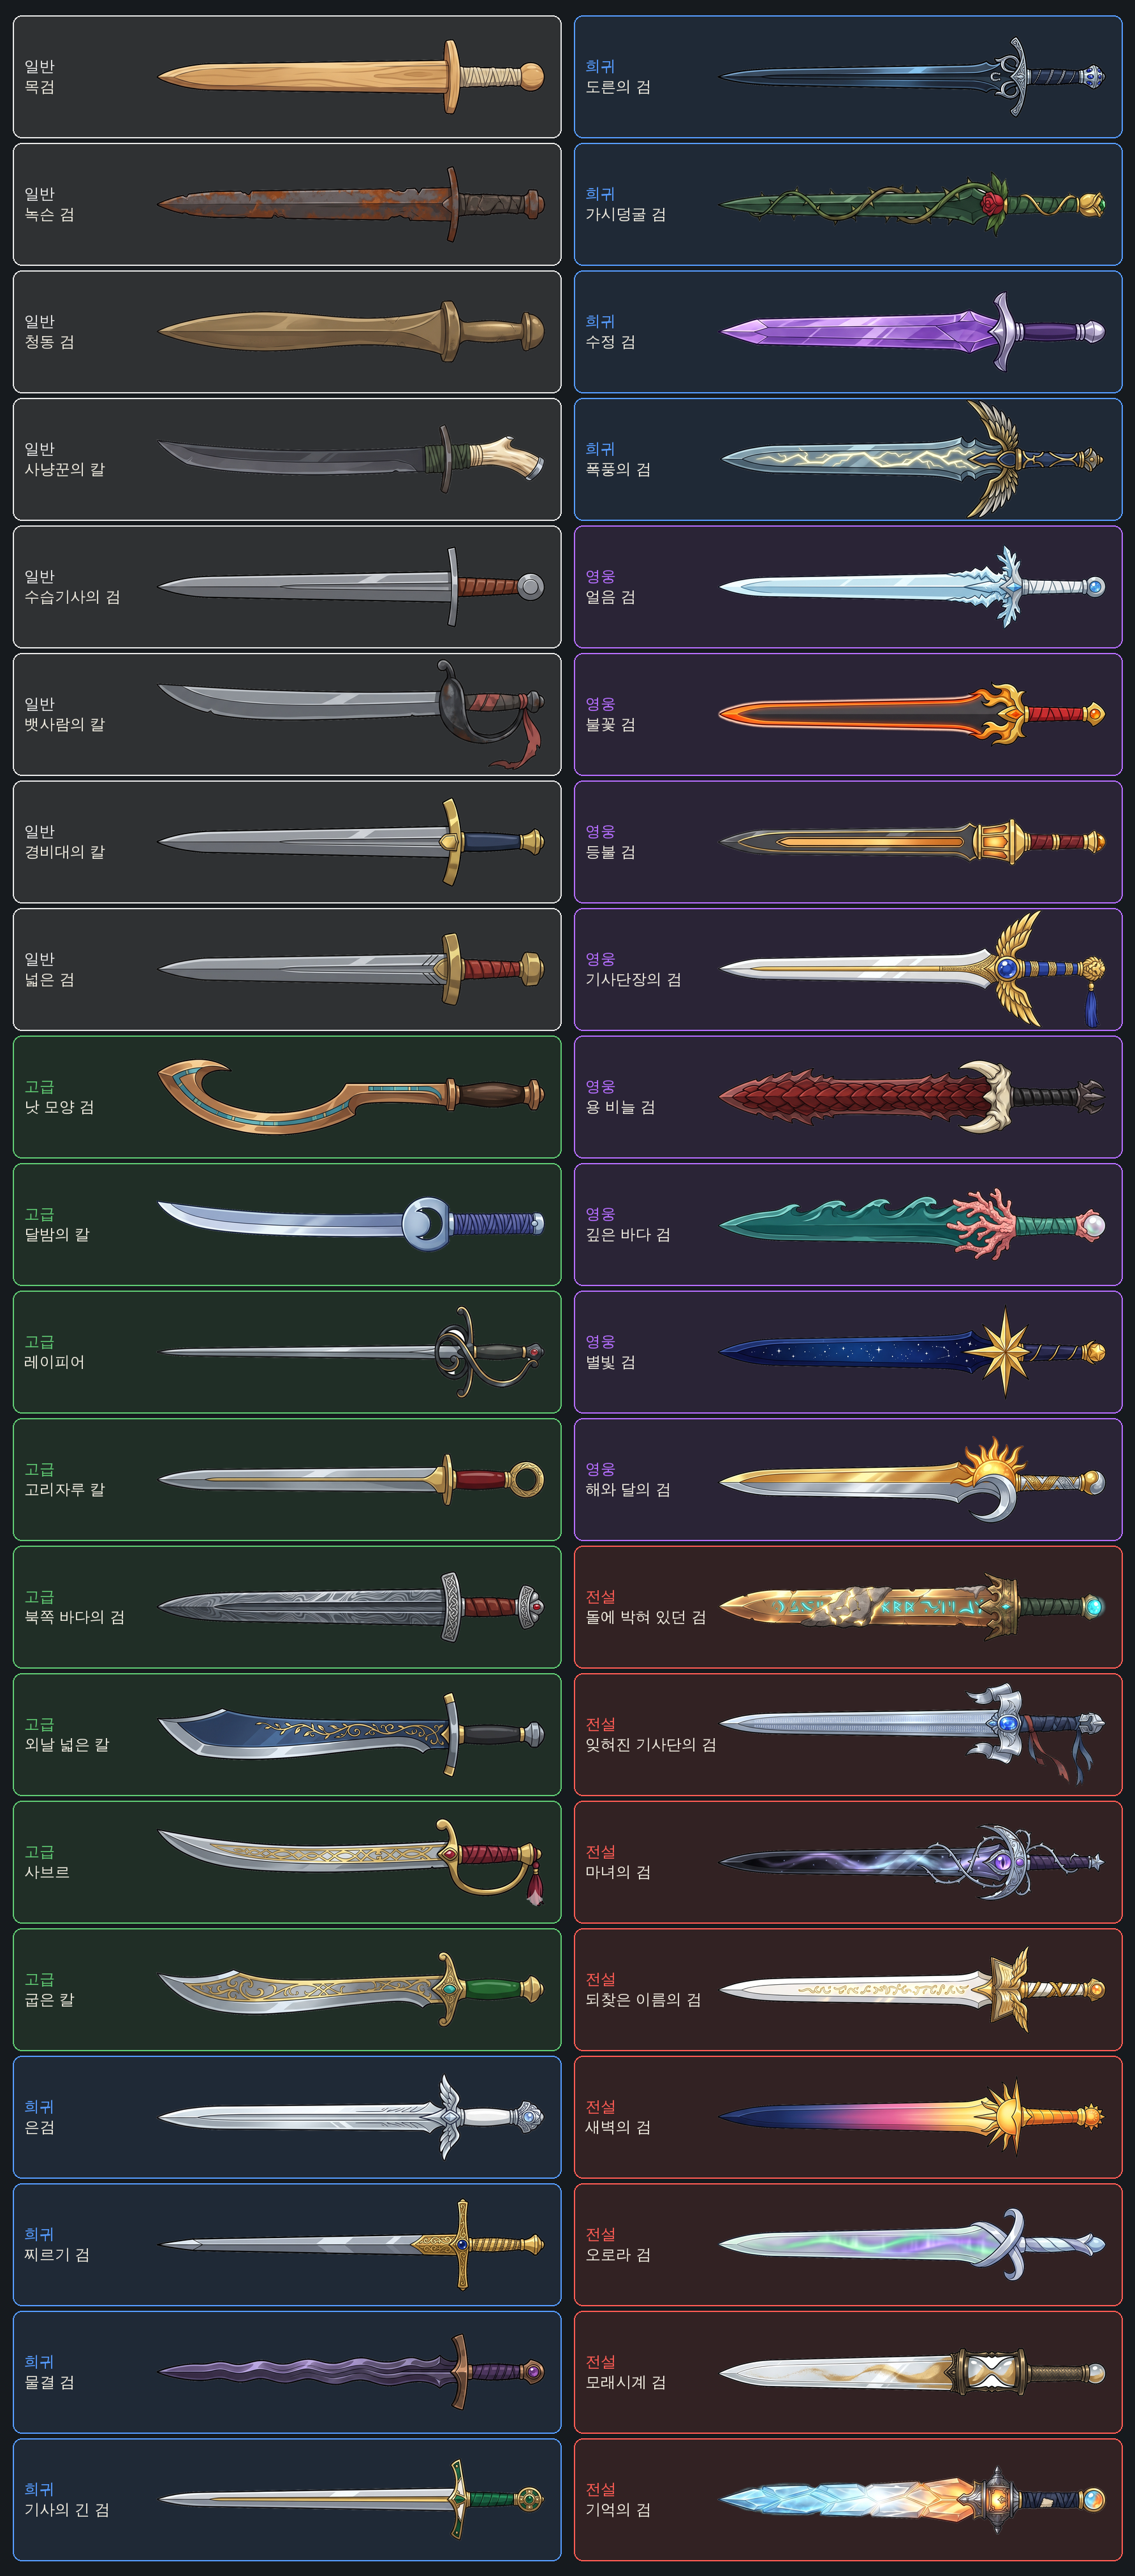 일반
목검
일반
녹슨 검
일반
청동 검
일반
사냥꾼의 칼
일반
수습기사의 검
일반
뱃사람의 칼
일반
경비대의 칼
일반
넓은 검
고급
낫 모양 검
고급
달밤의 칼
고급
레이피어
고급
고리자루 칼
고급
북쪽 바다의 검
고급
외날 넓은 칼
고급
사브르
고급
굽은 칼
희귀
은검
희귀
찌르기 검
희귀
물결 검
희귀
기사의 긴 검
희귀
도른의 검
희귀
가시덩굴 검
희귀
수정 검
희귀
폭풍의 검
영웅
얼음 검
영웅
불꽃 검
영웅
등불 검
영웅
기사단장의 검
영웅
용 비늘 검
영웅
깊은 바다 검
영웅
별빛 검
영웅
해와 달의 검
전설
돌에 박혀 있던 검
전설
잊혀진 기사단의 검
전설
마녀의 검
전설
되찾은 이름의 검
전설
새벽의 검
전설
오로라 검
전설
모래시계 검
전설
기억의 검